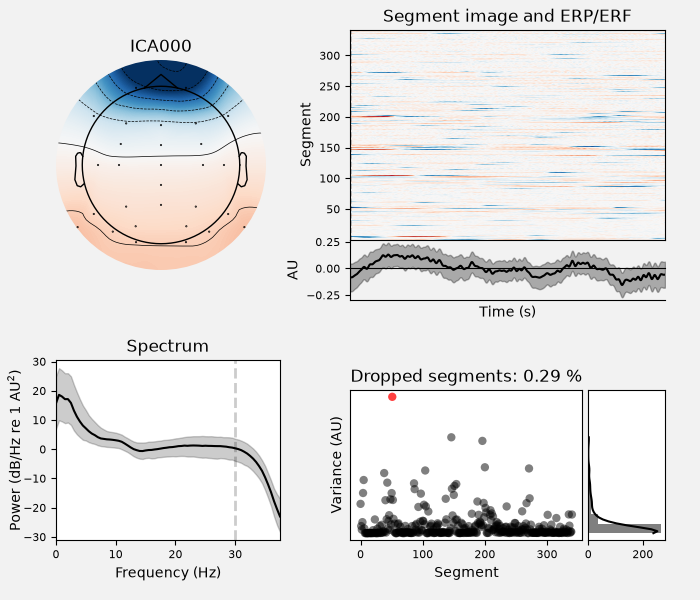 ICA000
Segment image and ERP/ERF
Segment
300
250
200
150
100
50
AU
0.25
0.00
−0.25
Time (s)
Spectrum
Power (dB/Hz re 1 AU²)
30
20
10
0
−10
−20
−30
0 10 20 30
Frequency (Hz)
Dropped segments: 0.29 %
Variance (AU)
0 100 200 300
Segment
0 200